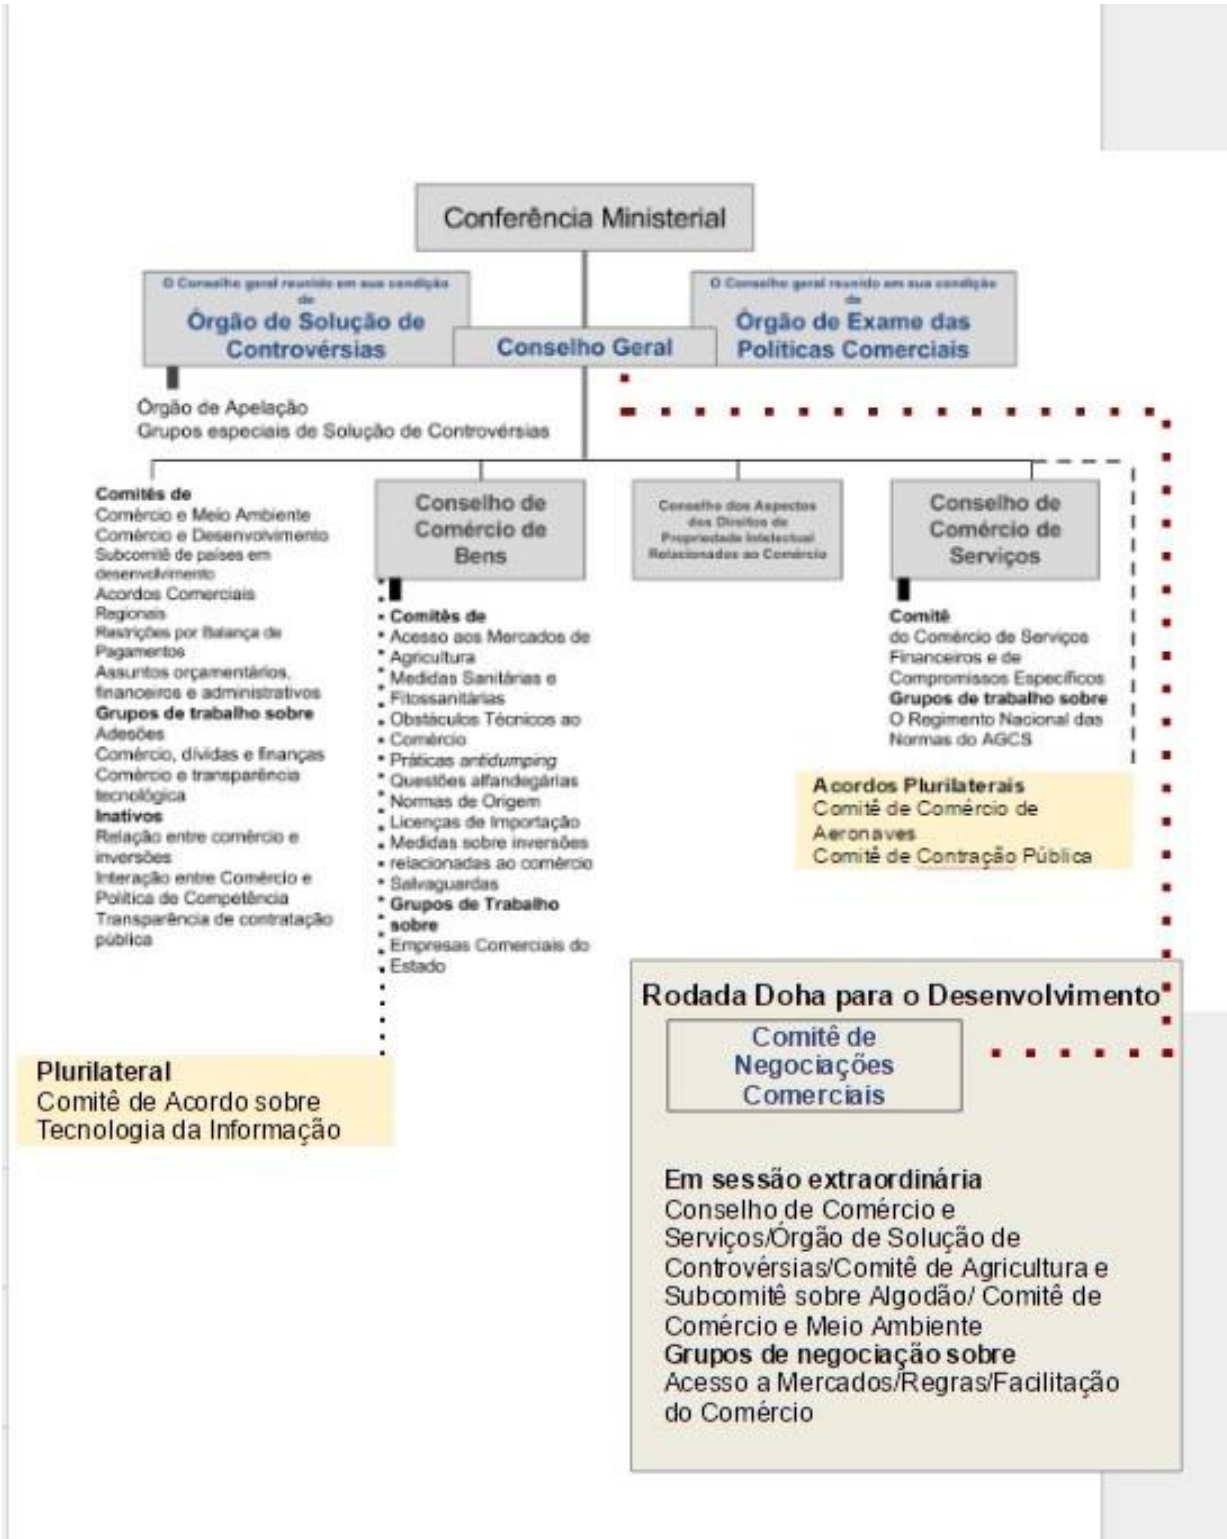 Conferência Ministerial
O Conselho geral reunido em sua condição
de
Órgão de Solução de
Controvérsias
Conselho Geral
O Conselho geral reunido em sua condição
de
Órgão de Exame das
Políticas Comerciais
Órgão de Apelação
Grupos especiais de Solução de Controvérsias
Comitês de
Comércio e Meio Ambiente
Comércio e Desenvolvimento
Subcomitê de países em
desenvolvimento
Acordos Comerciais
Regionais
Restrições por Balança de
Pagamentos
Assuntos orçamentários,
financeiros e administrativos
Grupos de trabalho sobre
Adesões
Comércio, dívidas e finanças
Comércio e transparência
tecnológica
Inativos
Relação entre comércio e
inversões
Interação entre Comércio e
Política de Competência
Transparência de contratação
pública
Conselho de
Comércio de
Bens
Comitês de
Acesso aos Mercados de
Agricultura
Medidas Sanitárias e
Fitossanitárias
Obstáculos Técnicos ao
Comércio
Práticas antidumping
Questões alfandegárias
Normas de Origem
Licenças de Importação
Medidas sobre inversões
relacionadas ao comércio
Salvaguardas
Grupos de Trabalho
sobre
Empresas Comerciais do
Estado
Conselho dos Aspectos
dos Direitos de
Propriedade Intelectual
Relacionados ao Comércio
Conselho de
Comércio de
Serviços
Comitê
do Comércio de Serviços
Financeiros e de
Compromissos Específicos
Grupos de trabalho sobre
O Regimento Nacional das
Normas do AGCS
Acordos Plurilaterais
Comitê de Comércio de
Aeronaves
Comitê de Contração Pública
Plurilateral
Comitê de Acordo sobre
Tecnologia da Informação
Rodada Doha para o Desenvolvimento
Comitê de
Negociações
Comerciais
Em sessão extraordinária
Conselho de Comércio e
Serviços/Órgão de Solução de
Controvérsias/Comitê de Agricultura e
Subcomitê sobre Algodão/ Comitê de
Comércio e Meio Ambiente
Grupos de negociação sobre
Acesso a Mercados/Regras/Facilitação
do Comércio